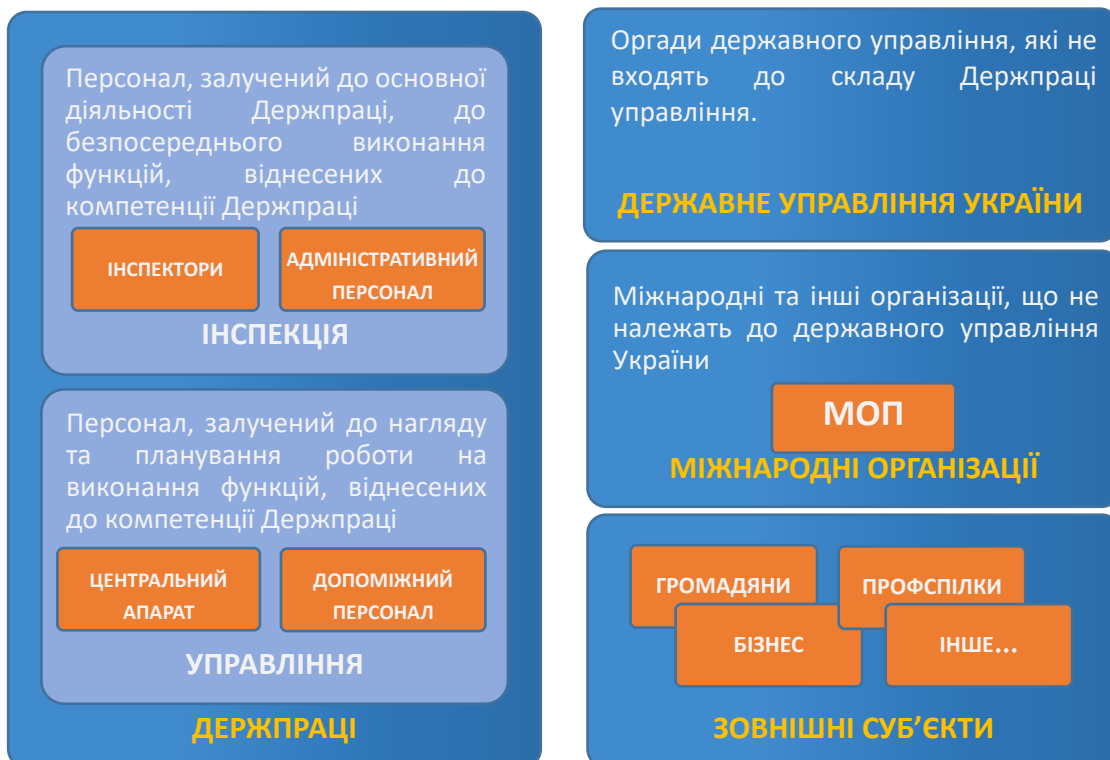 Персонал, залучений до основної
діяльності Держпраці, до
безпосереднього виконання
функцій, віднесених до
компетенції Держпраці
ІНСПЕКТОРИ
АДМІНІСТРАТИВНИЙ
ПЕРСОНАЛ
ІНСПЕКЦІЯ
Персонал, залучений до нагляду
та планування роботи на
виконання функцій, віднесених
до компетенції Держпраці
ЦЕНТРАЛЬНИЙ
АПАРАТ
ДОПОМІЖНИЙ
ПЕРСОНАЛ
УПРАВЛІННЯ
ДЕРЖПРАЦІ
Оргади державного управління, які не
входять до складу Держпраці
управління.
ДЕРЖАВНЕ УПРАВЛІННЯ УКРАЇНИ
Міжнародні та інші організації, що не
належать до державного управління
України
МОП
МІЖНАРОДНІ ОРГАНІЗАЦІЇ
ГРОМАДЯНИ
ПРОФСПІЛКИ
БІЗНЕС
ІНШЕ...
ЗОВНІШНІ СУБ’ЄКТИ